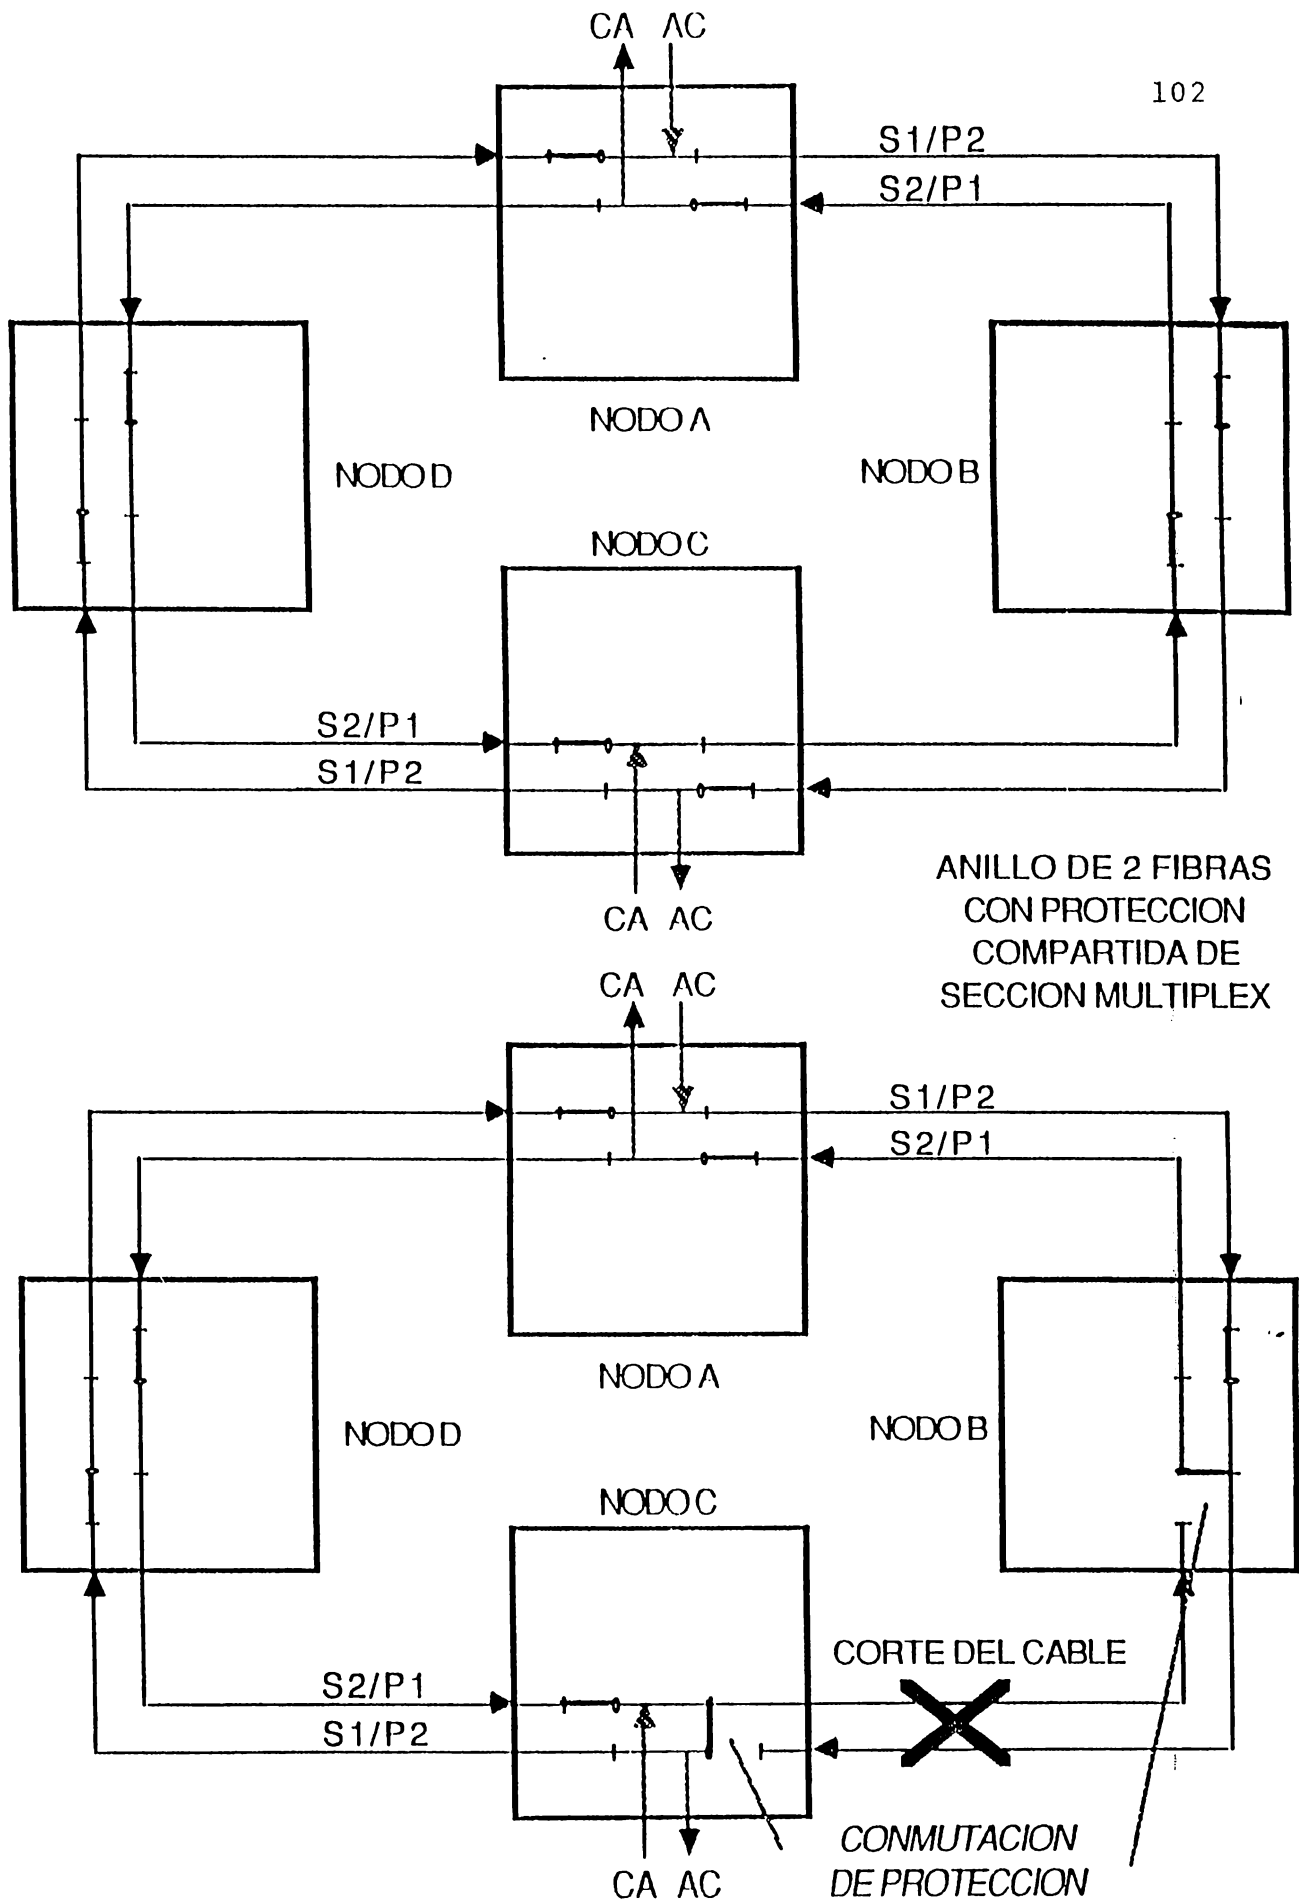 CA AC
102
S1/P2
S2/P1
NODO A
NODO D
NODO B
NODO C
S2/P1
S1/P2
CA AC
ANILLO DE 2 FIBRAS
CON PROTECCION
COMPARTIDA DE
SECCION MULTIPLEX
CA AC
S1/P2
S2/P1
NODO A
NODO D
NODO B
NODO C
CORTE DEL CABLE
S2/P1
S1/P2
CONMUTACION
DE PROTECCION
CA AC